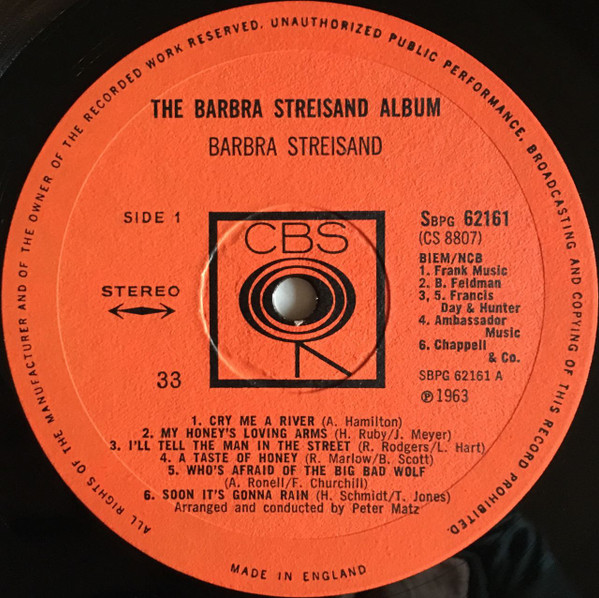 ALL RIGHTS OF THE MANUFACTURER AND OF THE OWNER OF THE RECORDED WORK RESERVED. UNAUTHORIZED PUBLIC PERFORMANCE, BROADCASTING AND COPYING OF THIS RECORD PROHIBITED.
THE BARBRA STREISAND ALBUM
BARBRA STREISAND
SIDE 1
STEREO
33
CBS
SBPG 62161
(CS 8807)
BIEM/NCB
1. Frank Music
2. B. Feldman
3, 5. Francis
Day & Hunter
4. Ambassador
Music
6. Chappell
& Co.
SBPG 62161 A
℗ 1963
1. CRY ME A RIVER (A. Hamilton)
2. MY HONEY'S LOVING ARMS (H. Ruby/J. Meyer)
3. I'LL TELL THE MAN IN THE STREET (R. Rodgers/L. Hart)
4. A TASTE OF HONEY (R. Marlow/B. Scott)
5. WHO'S AFRAID OF THE BIG BAD WOLF
(A. Ronell/F. Churchill)
6. SOON IT'S GONNA RAIN (H. Schmidt/T. Jones)
Arranged and conducted by Peter Matz
MADE IN ENGLAND